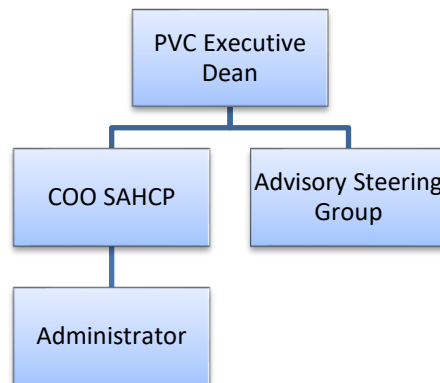 PVC Executive
Dean
COO SAHCP
Advisory Steering
Group
Administrator